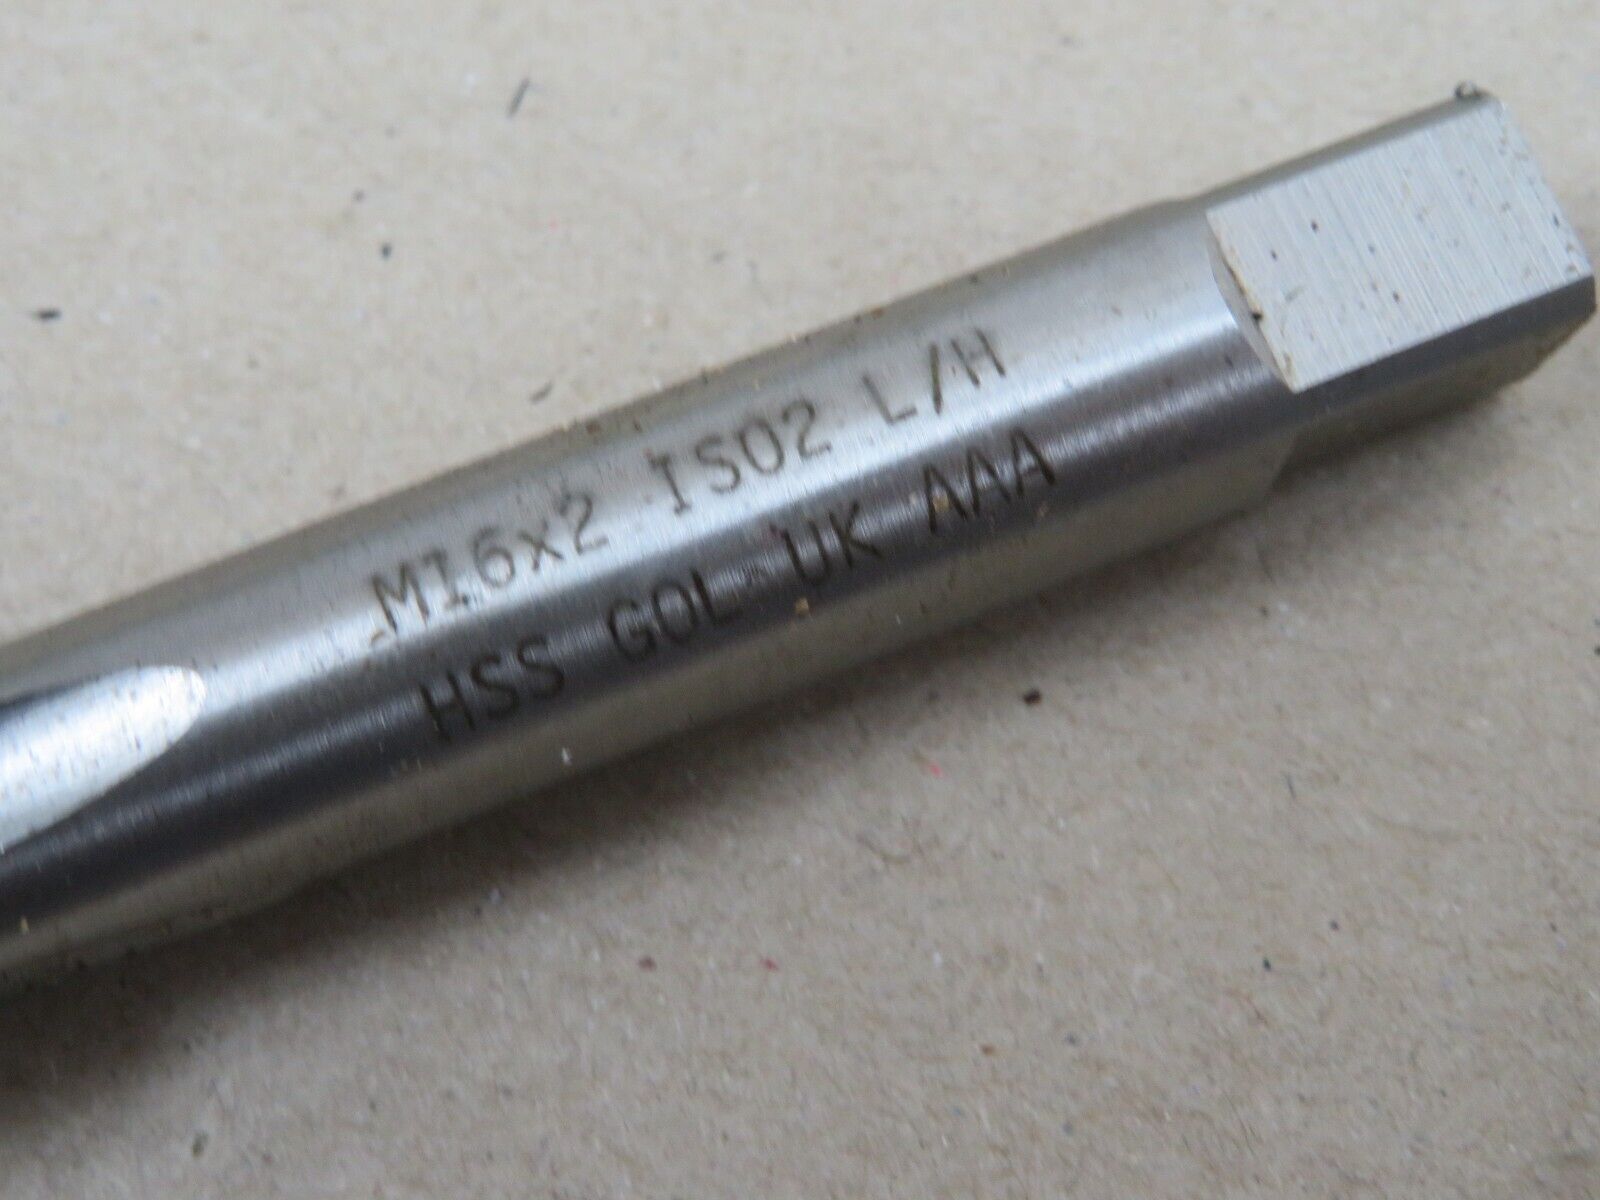 M16x2 ISO2 L/H
HSS GOL UK AAA